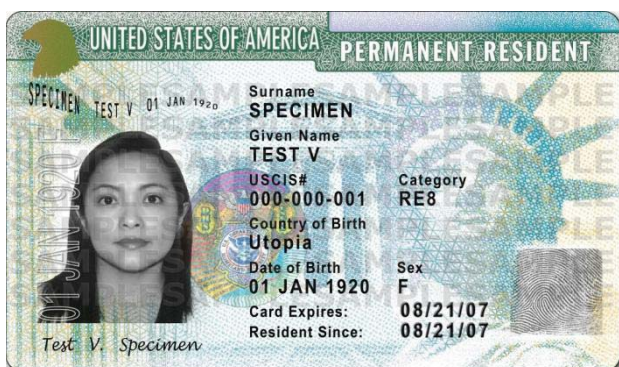 UNITED STATES OF AMERICA PERMANENT RESIDENT
SPECIMEN TEST V 01 JAN 1920
Surname
SPECIMEN
Given Name
TEST V
USCIS# Category
000-000-001 RE8
Country of Birth
Utopia
Date of Birth Sex
01 JAN 1920 F
Card Expires: 08/21/07
Resident Since: 08/21/07
01 JAN 1920 F
Test V. Specimen